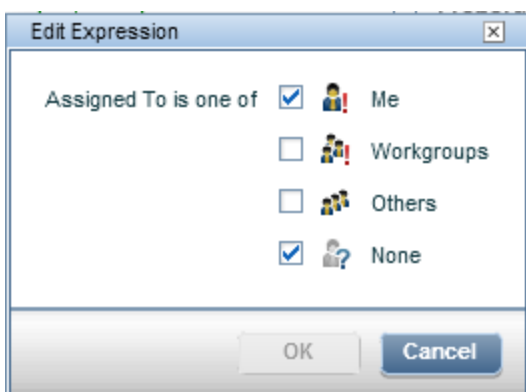 Edit Expression
Assigned To is one of Me
Workgroups
Others
None
OK Cancel